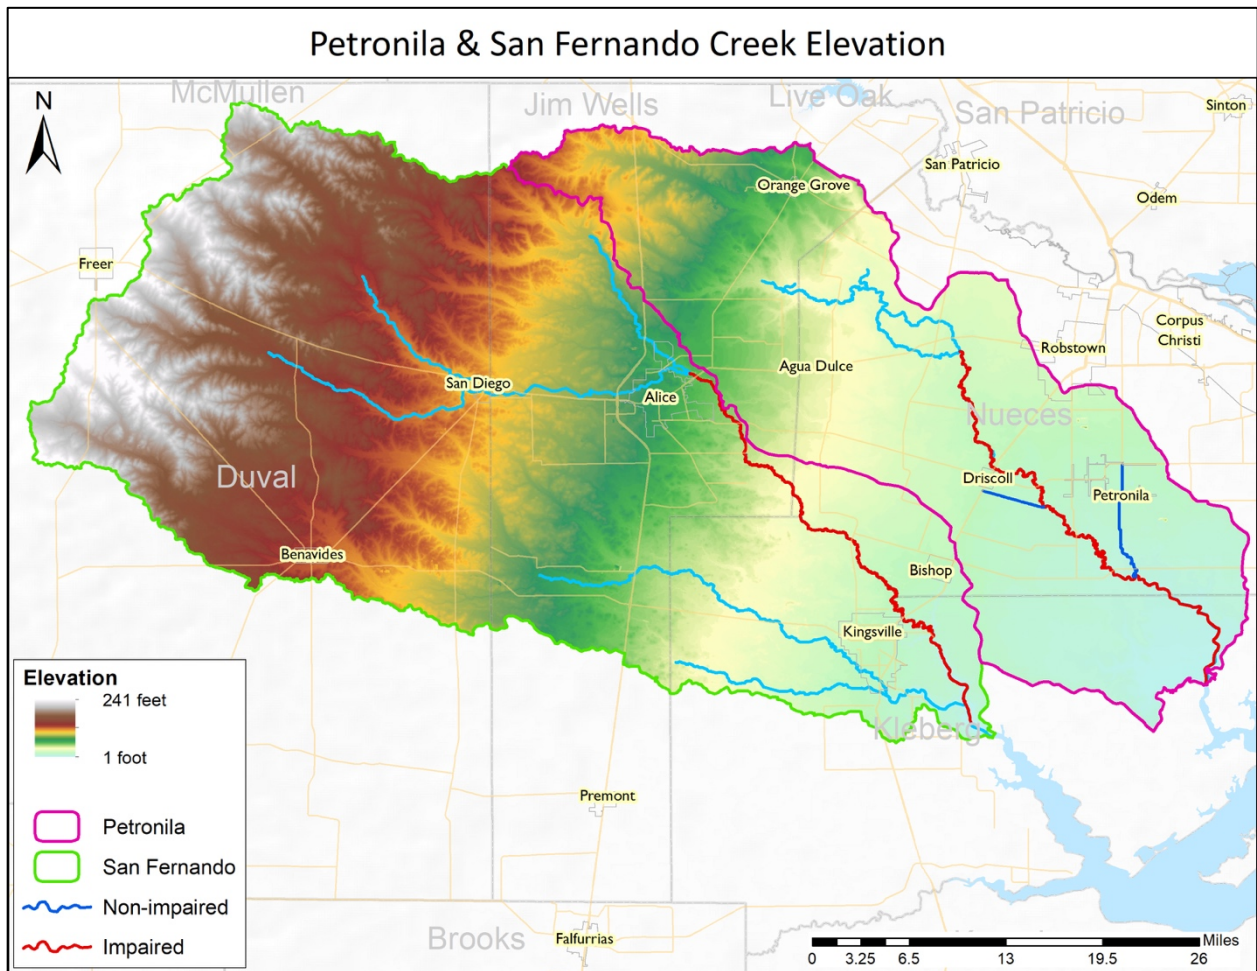 Petronila & San Fernando Creek Elevation
McMullen
Jim Wells
Live Oak
San Patricio
Sinton
N
San Patricio
Orange Grove
Odem
Freer
Corpus
Christi
Robstown
Agua Dulce
San Diego
Alice
Nueces
Duval
Driscoll
Petronila
Benavides
Bishop
Kingsville
Kleberg
Elevation
241 feet
1 foot
Premont
Petronila
San Fernando
Non-impaired
Impaired
Brooks
Falfurrias
Miles
0 3.25 6.5 13 19.5 26